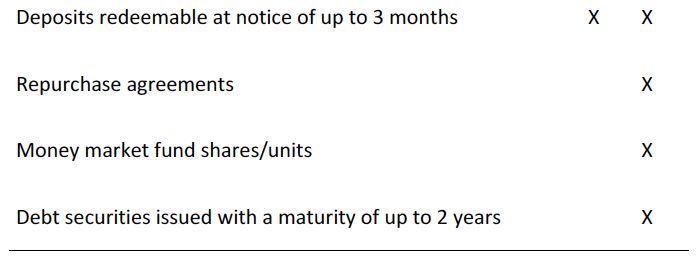 Deposits redeemable at notice of up to 3 months X X
Repurchase agreements X
Money market fund shares/units X
Debt securities issued with a maturity of up to 2 years X